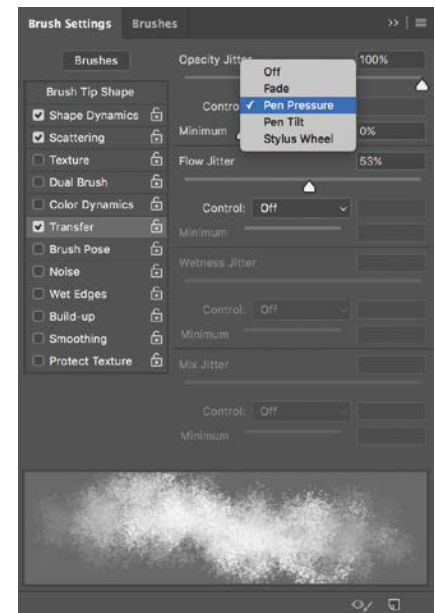 Brush Settings Brushes
Brushes
Brush Tip Shape
Shape Dynamics
Scattering
Texture
Dual Brush
Color Dynamics
Transfer
Brush Pose
Noise
Wet Edges
Build-up
Smoothing
Protect Texture
Opacity Jitter 100%
Off
Fade
Pen Pressure
Pen Tilt
Stylus Wheel
Contro
Minimum 0%
Flow Jitter 53%
Control: Off
Minimum
Wetness Jitter
Control: Off
Minimum
Mix Jitter
Control: Off
Minimum